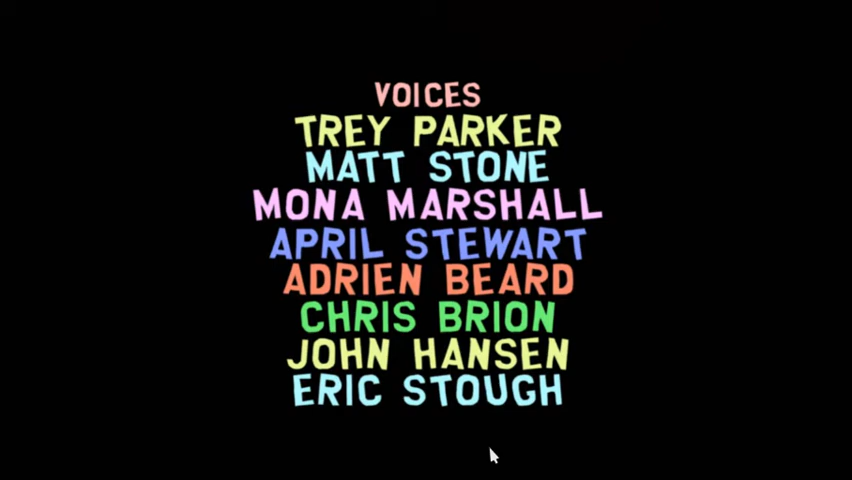 VOICES
TREY PARKER
MATT STONE
MONA MARSHALL
APRIL STEWART
ADRIEN BEARD
CHRIS BRION
JOHN HANSEN
ERIC STOUGH